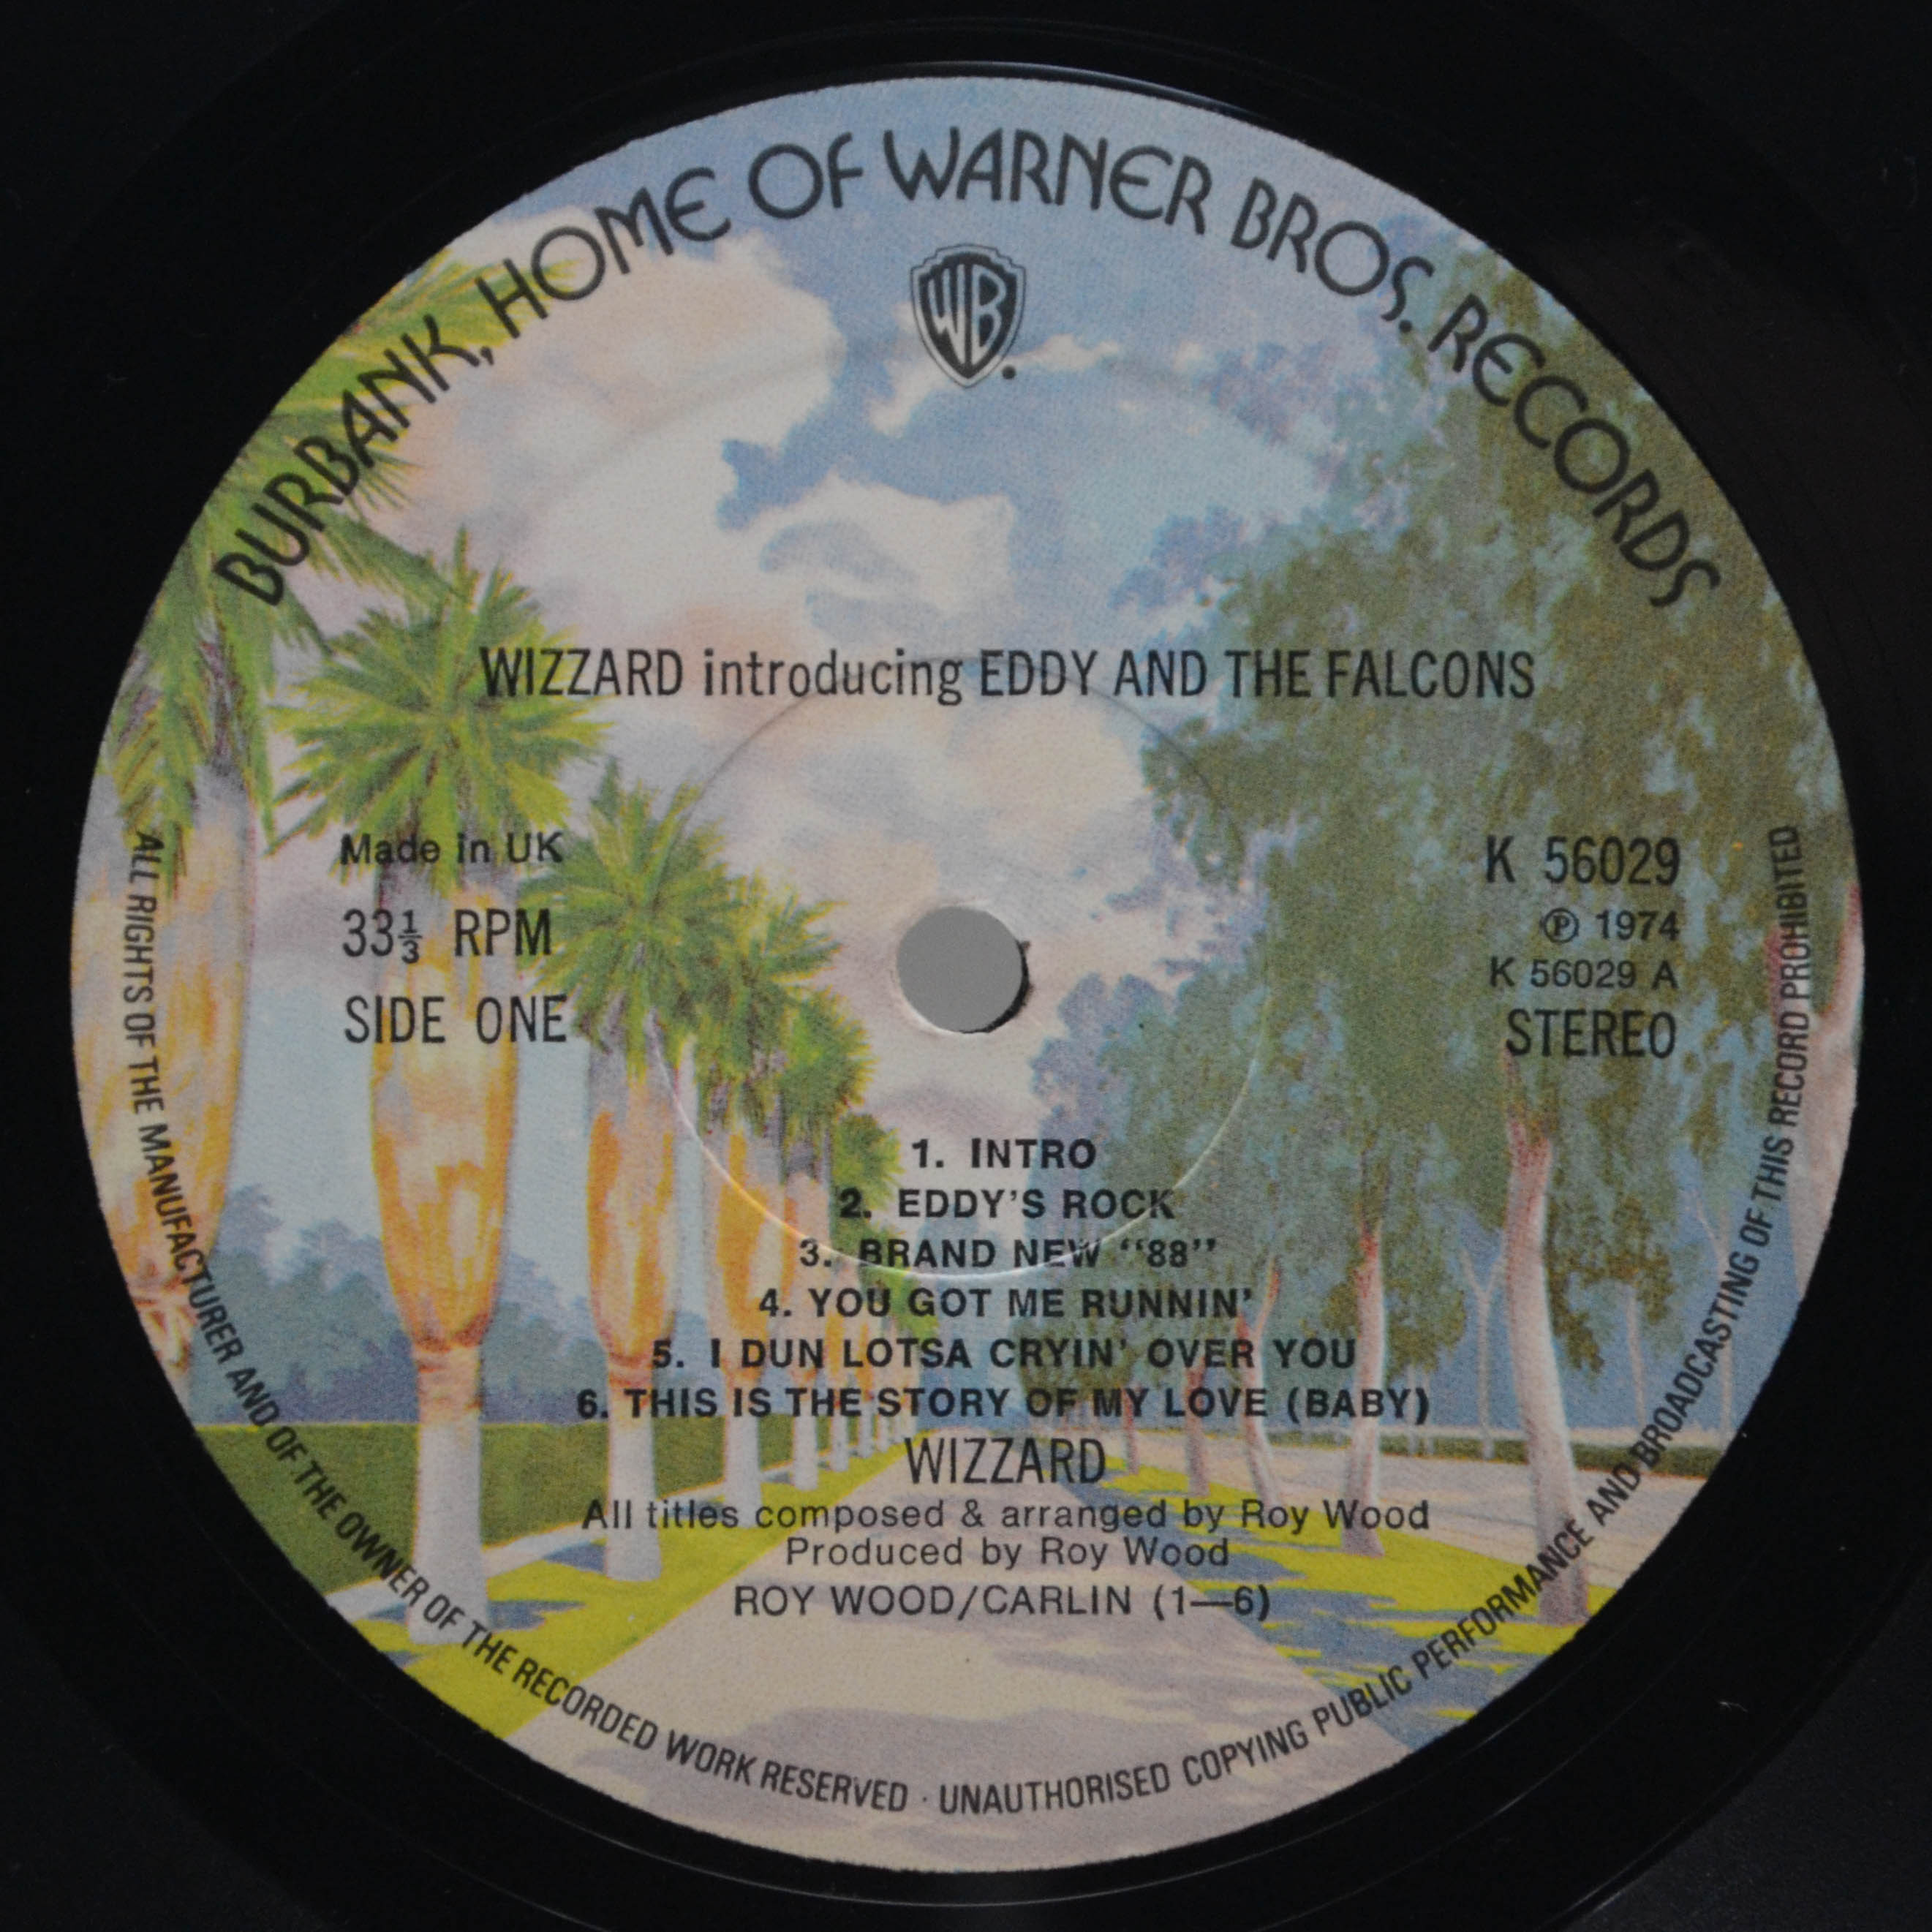 BURBANK, HOME OF WARNER BROS. RECORDS
WB
WIZZARD introducing EDDY AND THE FALCONS
Made in UK
33⅓ RPM
SIDE ONE
K 56029
℗ 1974
K 56029 A
STEREO
1. INTRO
2. EDDY'S ROCK
3. BRAND NEW "88"
4. YOU GOT ME RUNNIN'
5. I DUN LOTSA CRYIN' OVER YOU
6. THIS IS THE STORY OF MY LOVE (BABY)
WIZZARD
All titles composed & arranged by Roy Wood
Produced by Roy Wood
ROY WOOD/CARLIN (1—6)
ALL RIGHTS OF THE MANUFACTURER AND OF THE OWNER OF THE RECORDED WORK RESERVED · UNAUTHORISED COPYING PUBLIC PERFORMANCE AND BROADCASTING OF THIS RECORD PROHIBITED